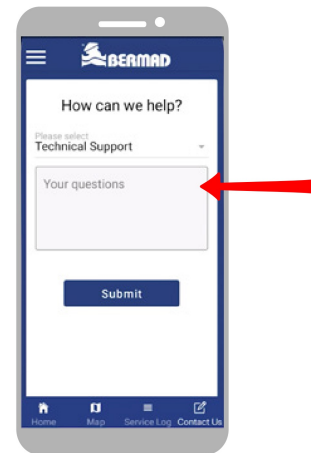 BERMAD
How can we help?
Please select
Technical Support
Your questions
Submit
Home Map Service Log Contact Us